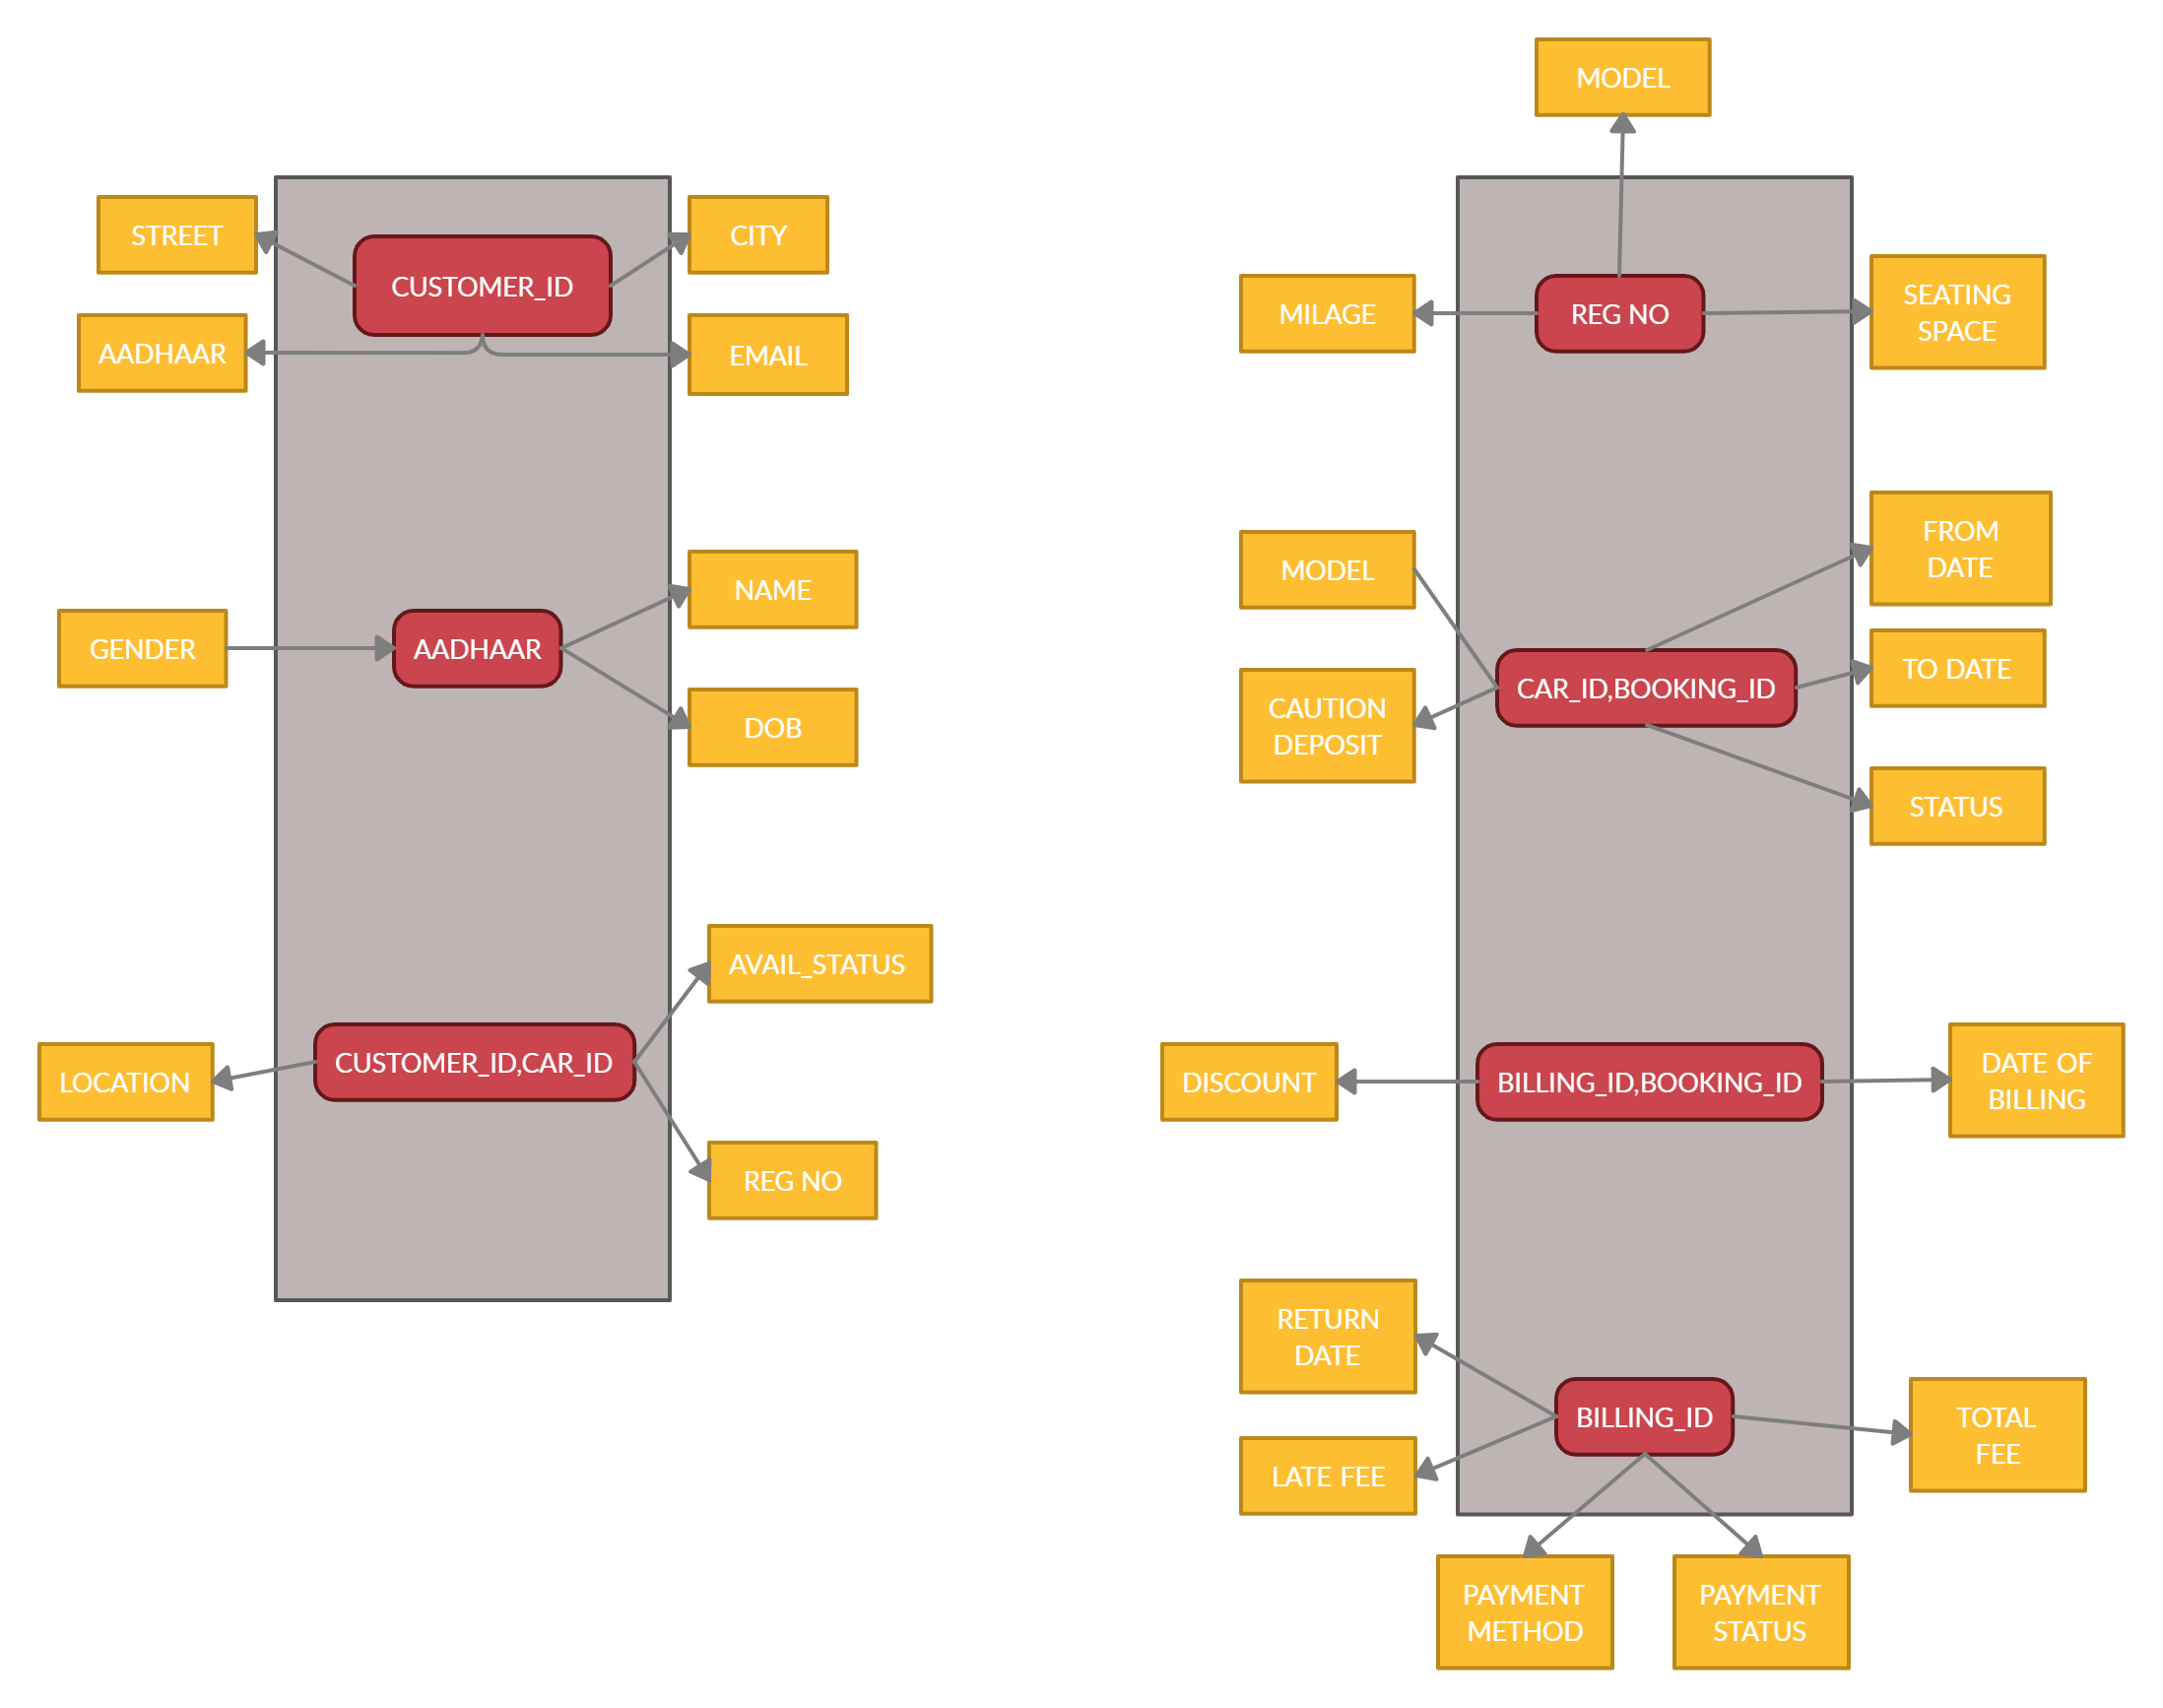 STREET
CUSTOMER_ID
CITY
AADHAAR
EMAIL
GENDER
AADHAAR
NAME
DOB
LOCATION
CUSTOMER_ID,CAR_ID
AVAIL_STATUS
REG NO
MODEL
MILAGE
REG NO
SEATING
SPACE
MODEL
CAUTION
DEPOSIT
CAR_ID,BOOKING_ID
FROM
DATE
TO DATE
STATUS
DISCOUNT
BILLING_ID,BOOKING_ID
DATE OF
BILLING
RETURN
DATE
LATE FEE
BILLING_ID
TOTAL
FEE
PAYMENT
METHOD
PAYMENT
STATUS